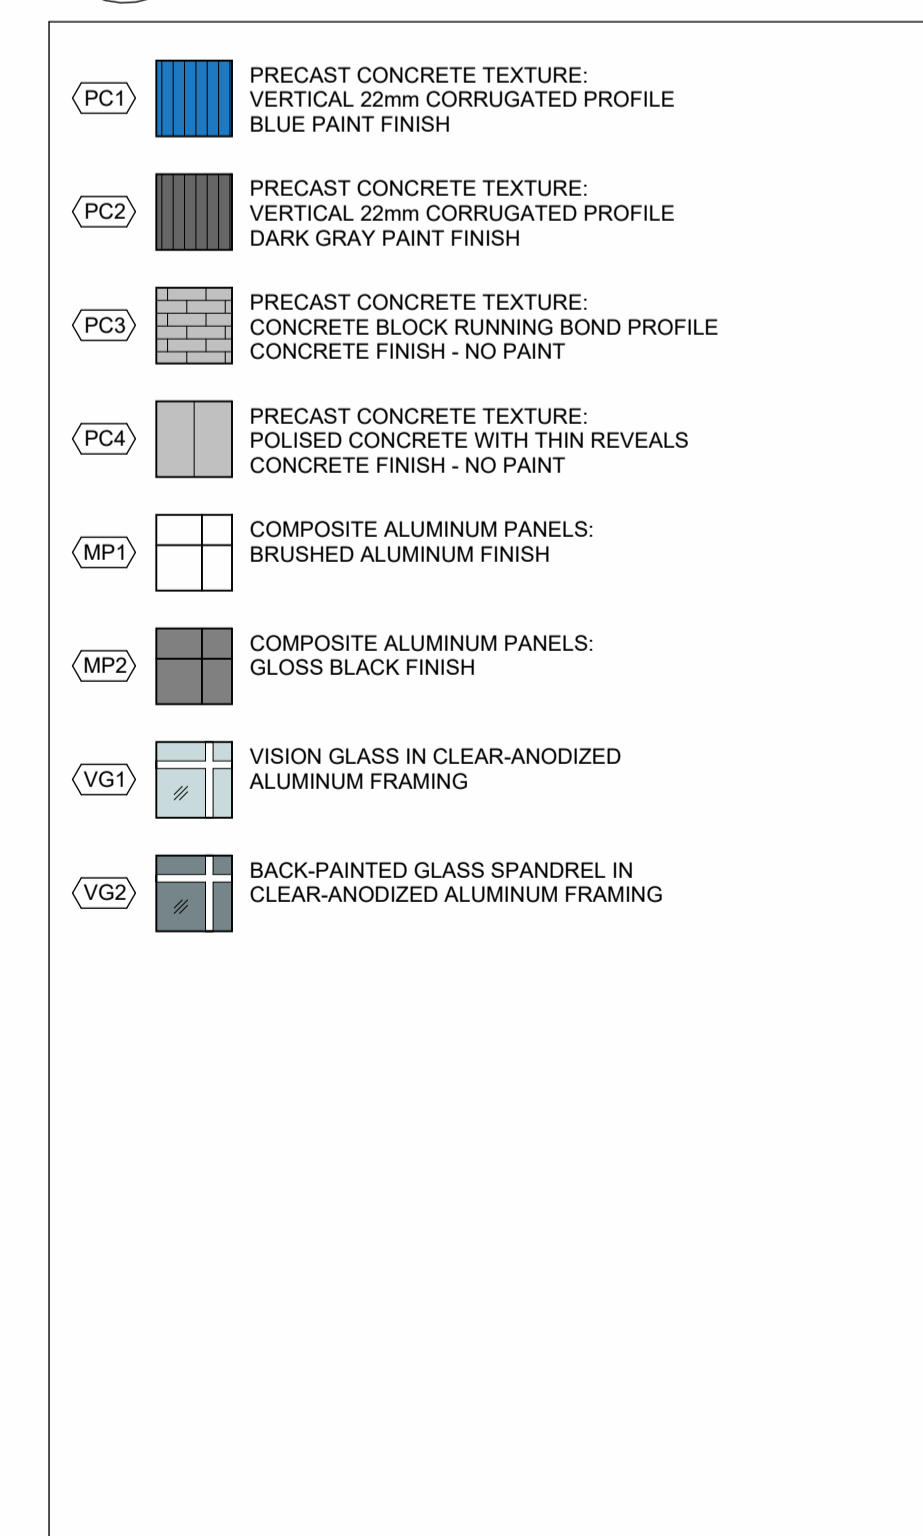 PC1
PRECAST CONCRETE TEXTURE:
VERTICAL 22mm CORRUGATED PROFILE
BLUE PAINT FINISH
PC2
PRECAST CONCRETE TEXTURE:
VERTICAL 22mm CORRUGATED PROFILE
DARK GRAY PAINT FINISH
PC3
PRECAST CONCRETE TEXTURE:
CONCRETE BLOCK RUNNING BOND PROFILE
CONCRETE FINISH - NO PAINT
PC4
PRECAST CONCRETE TEXTURE:
POLISED CONCRETE WITH THIN REVEALS
CONCRETE FINISH - NO PAINT
MP1
COMPOSITE ALUMINUM PANELS:
BRUSHED ALUMINUM FINISH
MP2
COMPOSITE ALUMINUM PANELS:
GLOSS BLACK FINISH
VG1
VISION GLASS IN CLEAR-ANODIZED
ALUMINUM FRAMING
VG2
BACK-PAINTED GLASS SPANDREL IN
CLEAR-ANODIZED ALUMINUM FRAMING